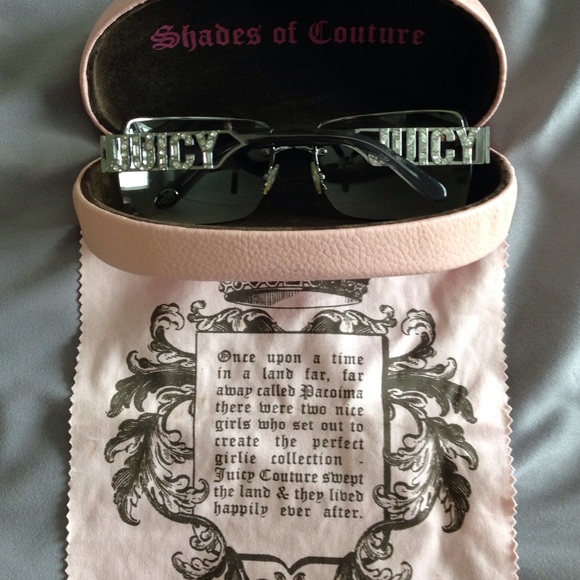 Shades of Couture
JUICY JUICY
Once upon a time
in a land far, far
away called Pacoima
there were two nice
girls who set out to
create the perfect
girlie collection -
Juicy Couture swept
the land & they lived
happily ever after.